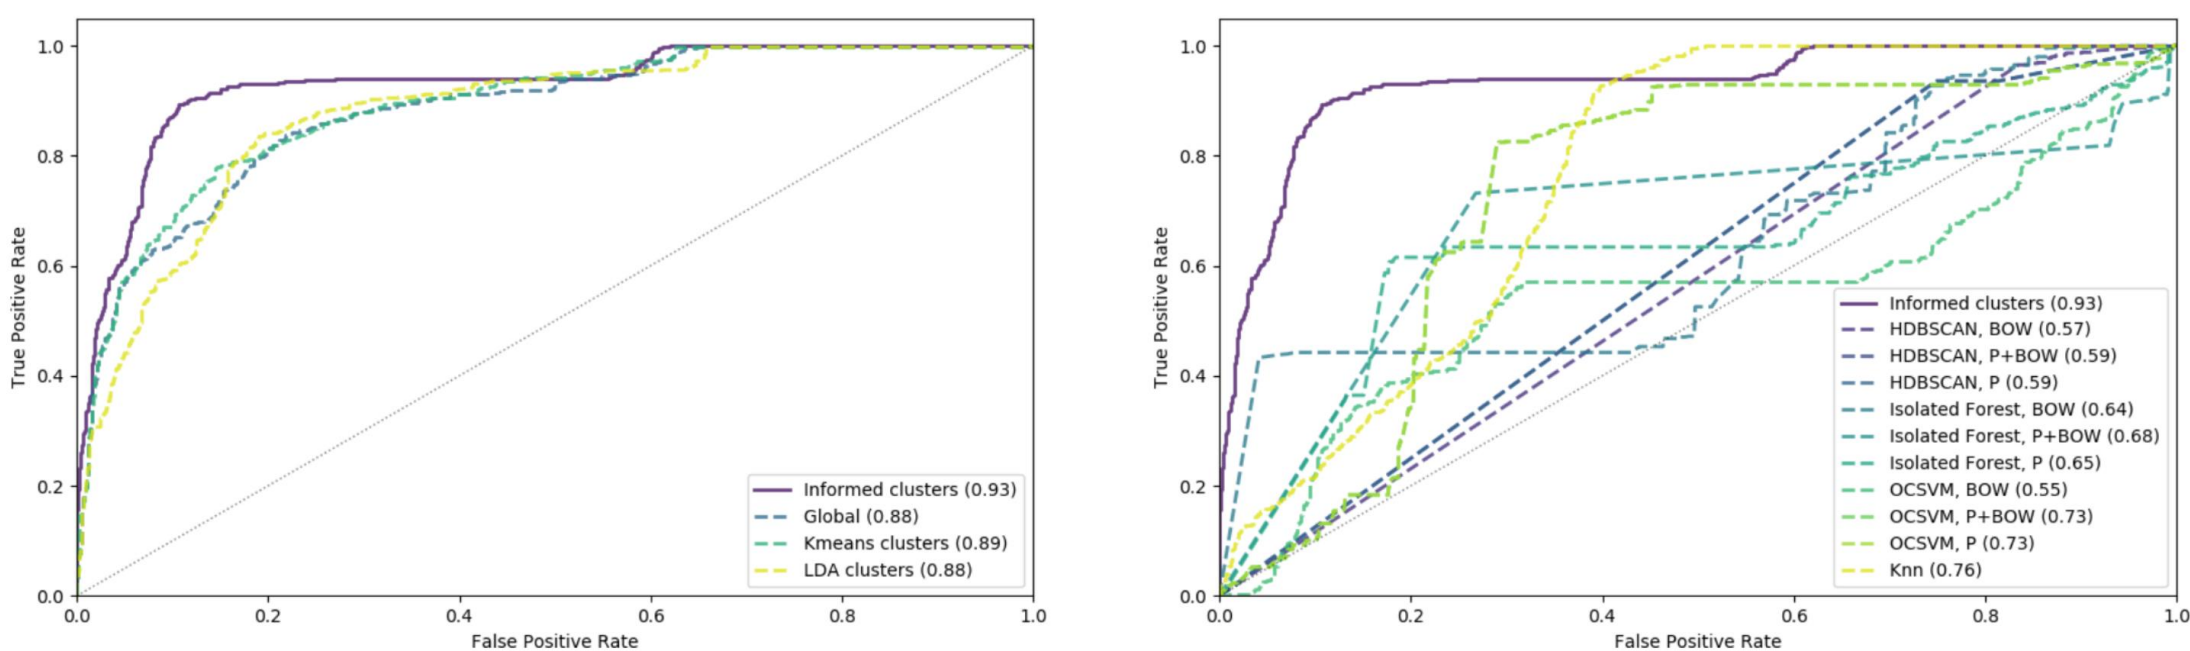 1.0
0.8
0.6
0.4
0.2
0.0
True Positive Rate
0.0 0.2 0.4 0.6 0.8 1.0
False Positive Rate
Informed clusters (0.93)
Global (0.88)
Kmeans clusters (0.89)
LDA clusters (0.88)
1.0
0.8
0.6
0.4
0.2
0.0
True Positive Rate
0.0 0.2 0.4 0.6 0.8 1.0
False Positive Rate
Informed clusters (0.93)
HDBSCAN, BOW (0.57)
HDBSCAN, P+BOW (0.59)
HDBSCAN, P (0.59)
Isolated Forest, BOW (0.64)
Isolated Forest, P+BOW (0.68)
Isolated Forest, P (0.65)
OCSVM, BOW (0.55)
OCSVM, P+BOW (0.73)
OCSVM, P (0.73)
Knn (0.76)